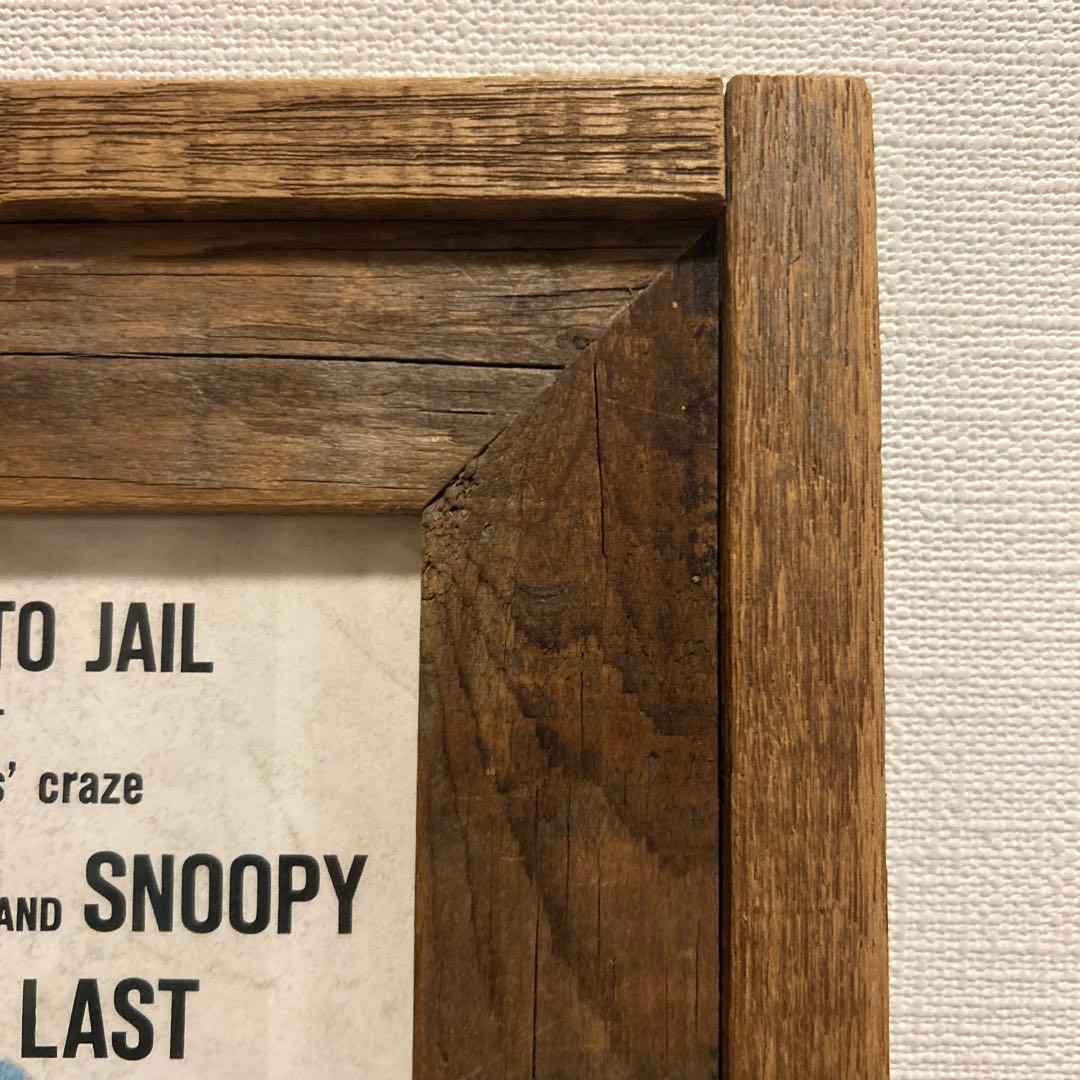 TO JAIL
s' craze
AND SNOOPY
LAST